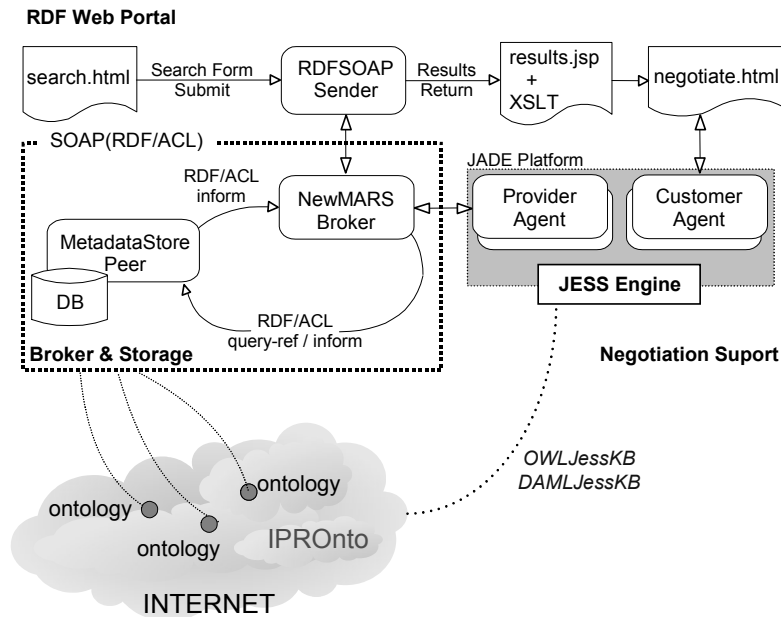 RDF Web Portal
search.html
Search Form
Submit
RDFSOAP
Sender
Results
Return
results.jsp
+
XSLT
negotiate.html
SOAP(RDF/ACL)
RDF/ACL
inform
NewMARS
Broker
MetadataStore
Peer
DB
RDF/ACL
query-ref / inform
Broker & Storage
JADE Platform
Provider
Agent
Customer
Agent
JESS Engine
Negotiation Suport
OWLJessKB
DAMLJessKB
ontology
ontology
ontology
IPROnto
INTERNET